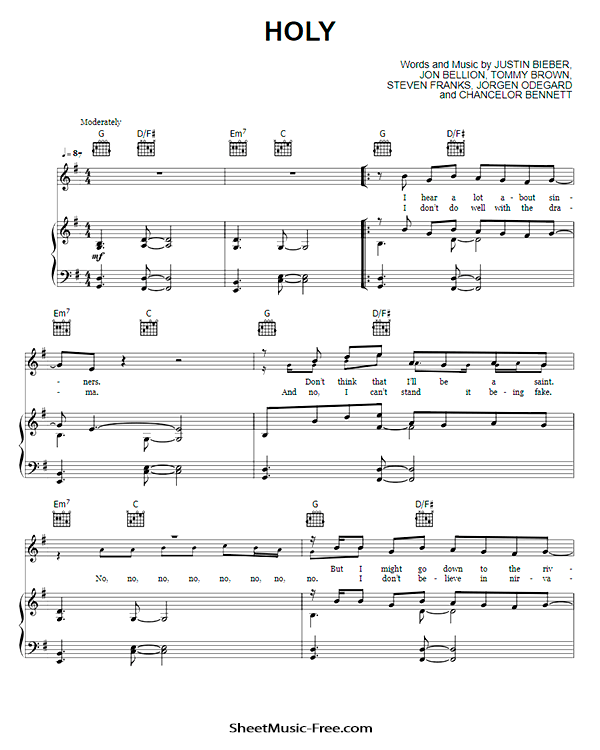 HOLY
Words and Music by JUSTIN BIEBER,
JON BELLION, TOMMY BROWN,
STEVEN FRANKS, JORGEN ODEGARD
and CHANCELOR BENNETT
Moderately
G D/F# Em7 C G D/F#
♩ = 87
I hear a lot a- bout sin-
I don't do well with the dra-
mf
Em7 C G D/F#
- ners. Don't think that I'll be a saint.
- ma. And no, I can't stand it be- ing fake.
Em7 C G D/F#
But I might go down to the riv-
No, no, no, no, no, no, no, no. I don't be- lieve in nir- va-
SheetMusic-Free.com